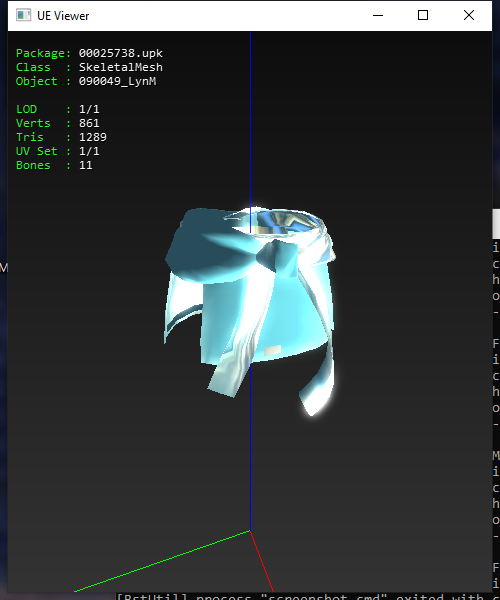 UE Viewer
Package: 00025738.upk
Class : SkeletalMesh
Object : 090049_LynM
LOD : 1/1
Verts : 861
Tris : 1289
UV Set : 1/1
Bones : 11
M
i
c
h
o
-
F
i
c
h
o
-
M
i
c
h
o
-
F
i
[BstUtil] process "screenshot.cmd" exited with c